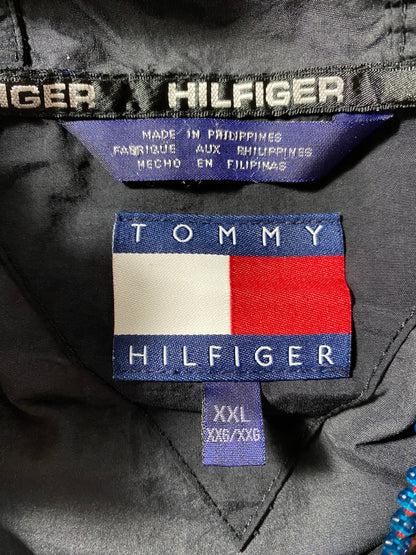 IGER HILFIGER
MADE IN PHILIPPINES
FABRIQUE AUX PHILIPPINES
HECHO EN FILIPINAS
TOMMY
HILFIGER
XXL
XXG/XXG